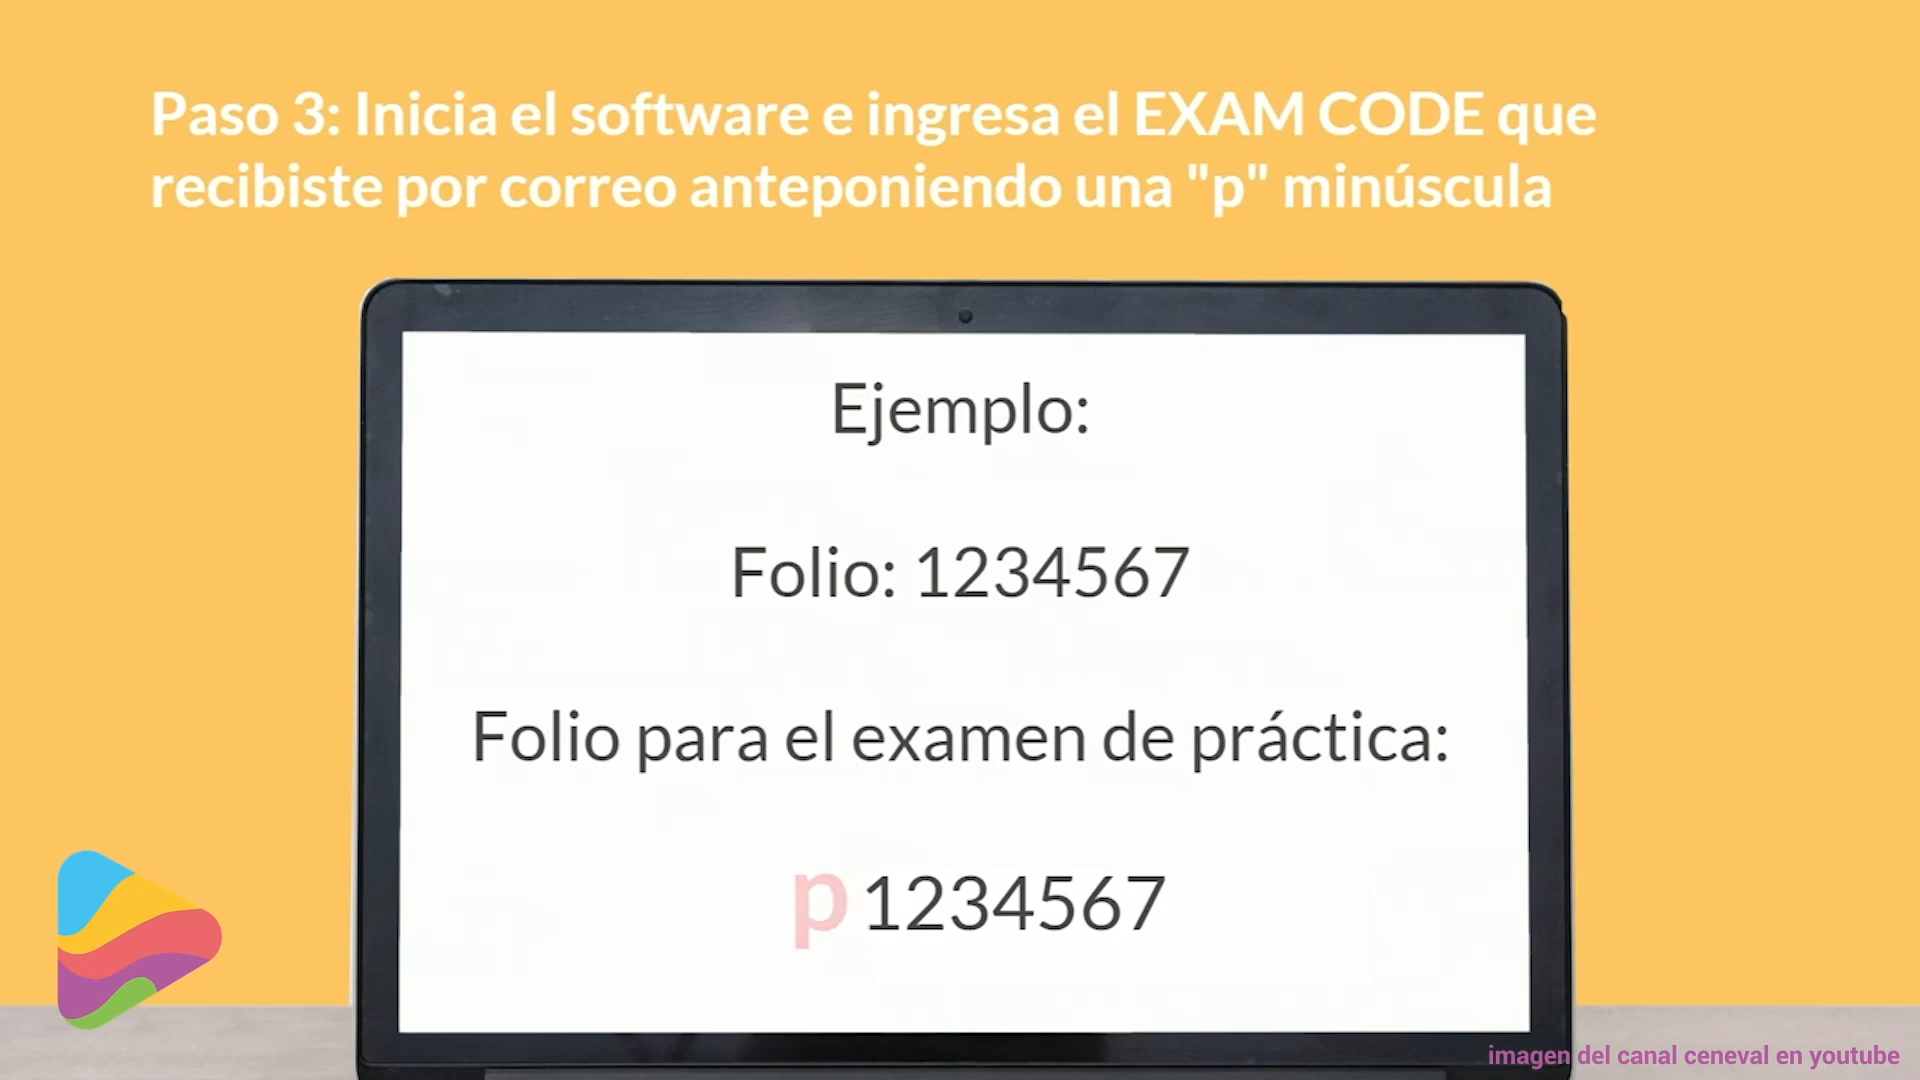 Paso 3: Inicia el software e ingresa el EXAM CODE que
recibiste por correo anteponiendo una "p" minúscula
Ejemplo:
Folio: 1234567
Folio para el examen de práctica:
p 1234567
imagen del canal ceneval en youtube